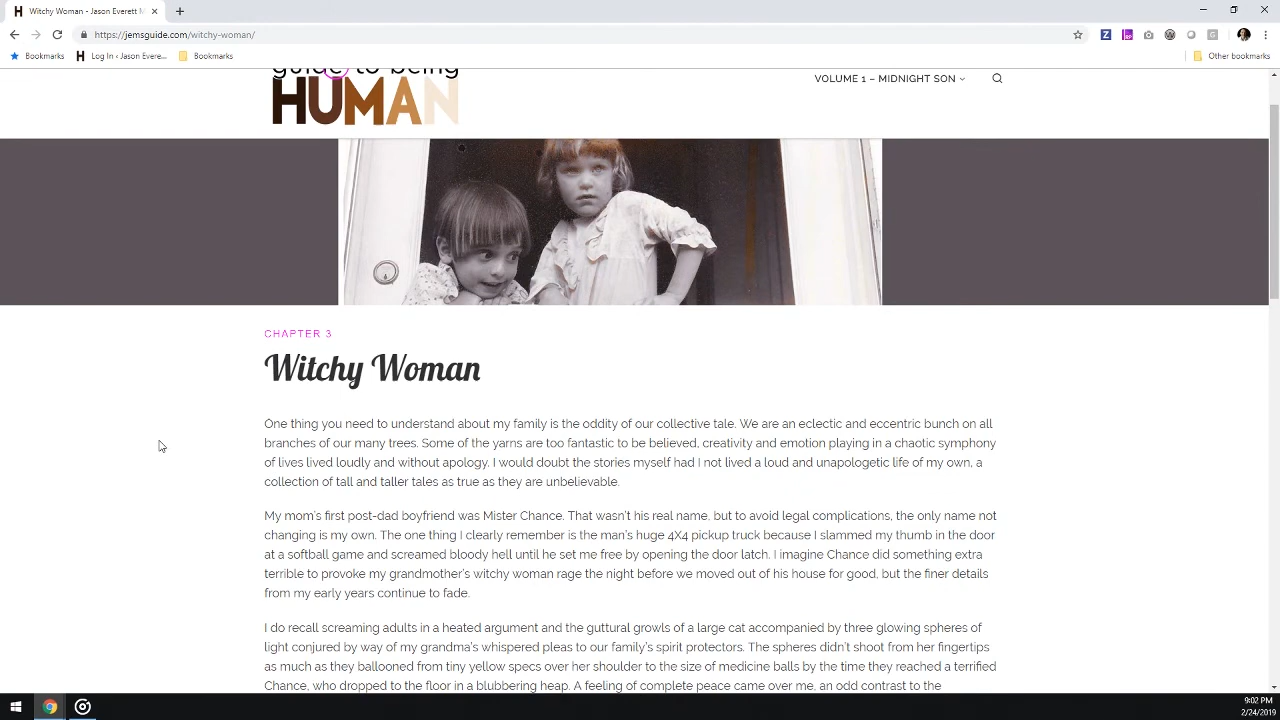 Witchy Woman - Jason Everett M
https://jemsguide.com/witchy-woman/
Bookmarks
Log In ‹ Jason Evere...
Bookmarks
Other bookmarks
guide to being
HUMAN
VOLUME 1 – MIDNIGHT SON
CHAPTER 3
Witchy Woman
One thing you need to understand about my family is the oddity of our collective tale. We are an eclectic and eccentric bunch on all
branches of our many trees. Some of the yarns are too fantastic to be believed, creativity and emotion playing in a chaotic symphony
of lives lived loudly and without apology. I would doubt the stories myself had I not lived a loud and unapologetic life of my own, a
collection of tall and taller tales as true as they are unbelievable.
My mom's first post-dad boyfriend was Mister Chance. That wasn't his real name, but to avoid legal complications, the only name not
changing is my own. The one thing I clearly remember is the man's huge 4X4 pickup truck because I slammed my thumb in the door
at a softball game and screamed bloody hell until he set me free by opening the door latch. I imagine Chance did something extra
terrible to provoke my grandmother's witchy woman rage the night before we moved out of his house for good, but the finer details
from my early years continue to fade.
I do recall screaming adults in a heated argument and the guttural growls of a large cat accompanied by three glowing spheres of
light conjured by way of my grandma's whispered pleas to our family's spirit protectors. The spheres didn't shoot from her fingertips
as much as they ballooned from tiny yellow specs over her shoulder to the size of medicine balls by the time they reached a terrified
Chance, who dropped to the floor in a blubbering heap. A feeling of complete peace came over me, an odd contrast to the
9:02 PM
2/24/2019